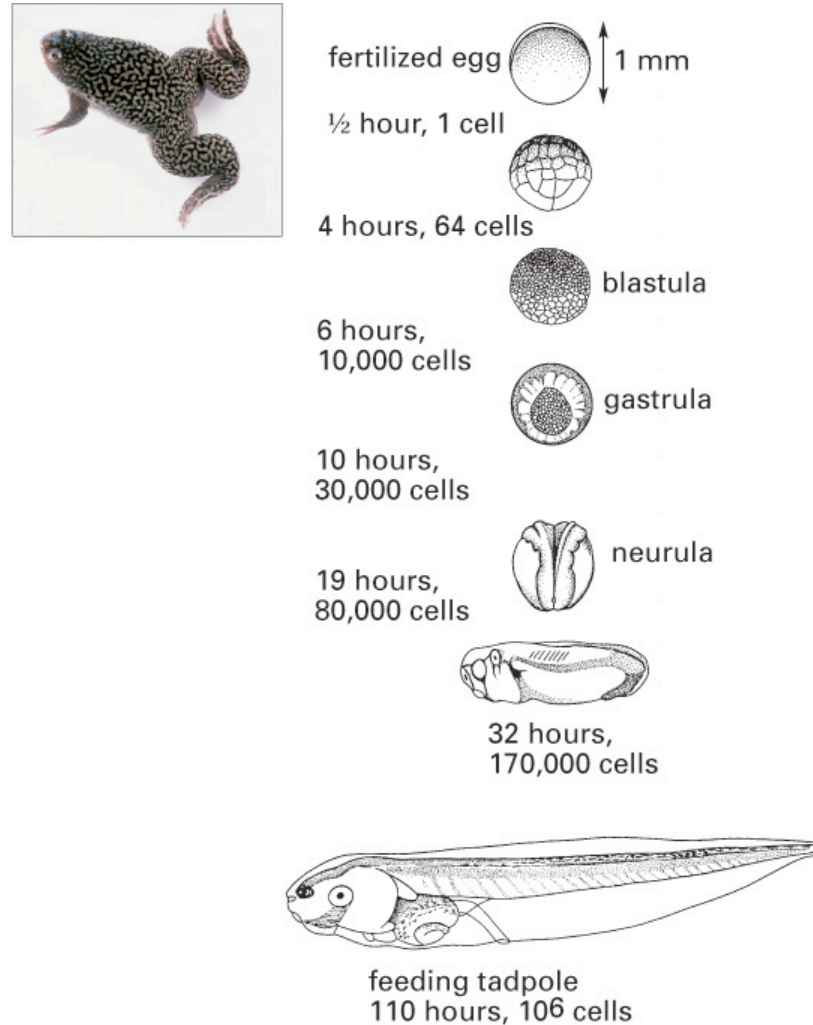 fertilized egg
1 mm
½ hour, 1 cell
4 hours, 64 cells
blastula
6 hours,
10,000 cells
gastrula
10 hours,
30,000 cells
neurula
19 hours,
80,000 cells
32 hours,
170,000 cells
feeding tadpole
110 hours, 10⁶ cells